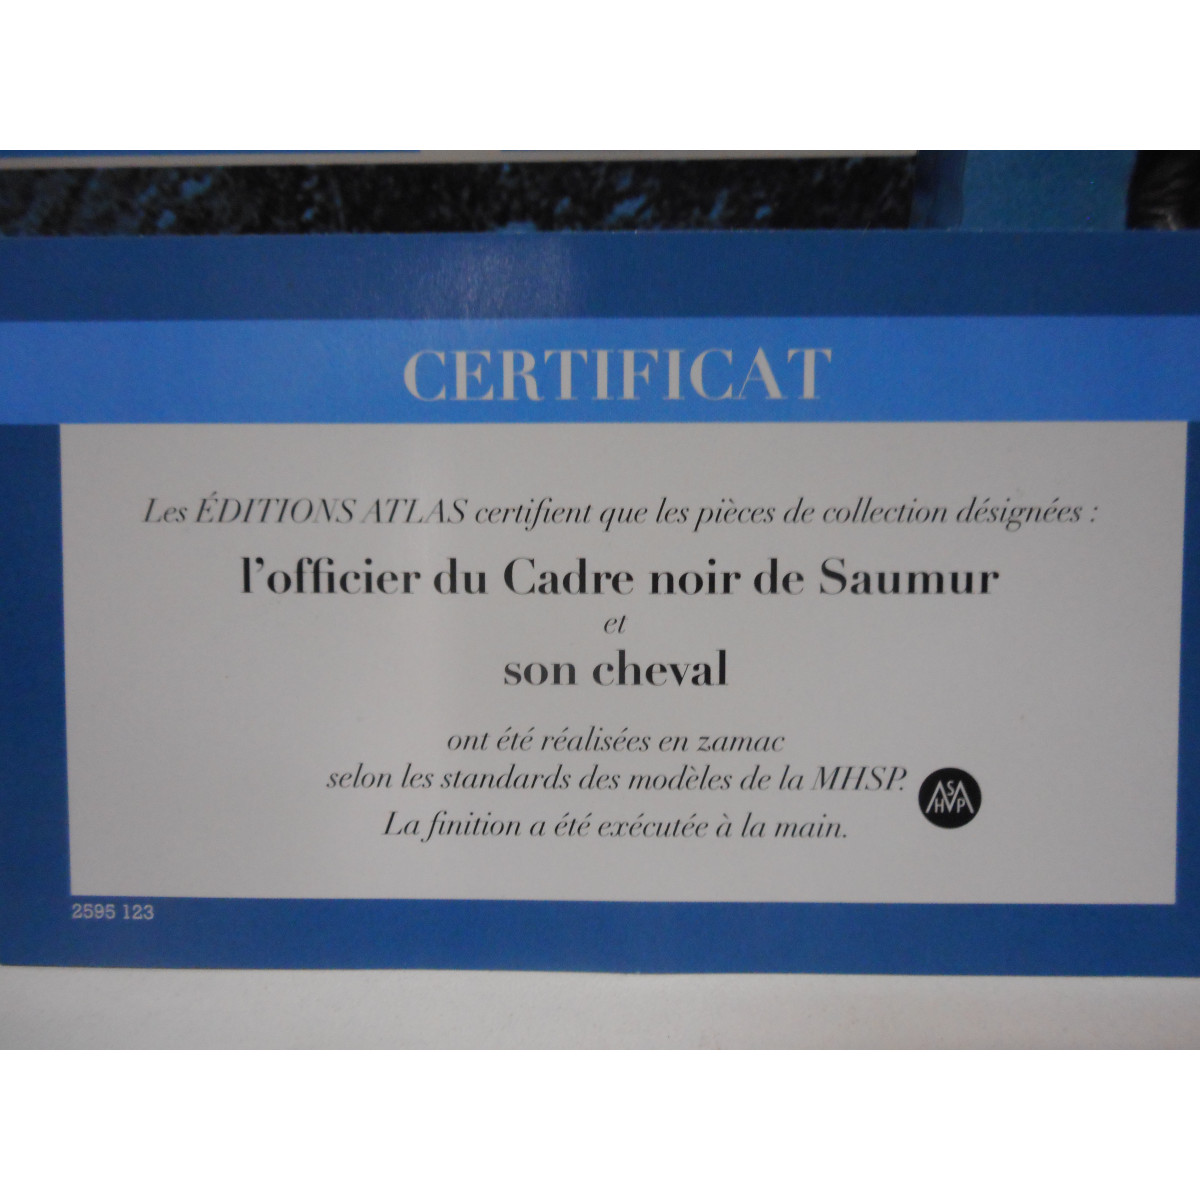 CERTIFICAT
Les ÉDITIONS ATLAS certifient que les pièces de collection désignées :
l'officier du Cadre noir de Saumur
et
son cheval
ont été réalisées en zamac
selon les standards des modèles de la MHSP.
MHSP
La finition a été exécutée à la main.
2595 123